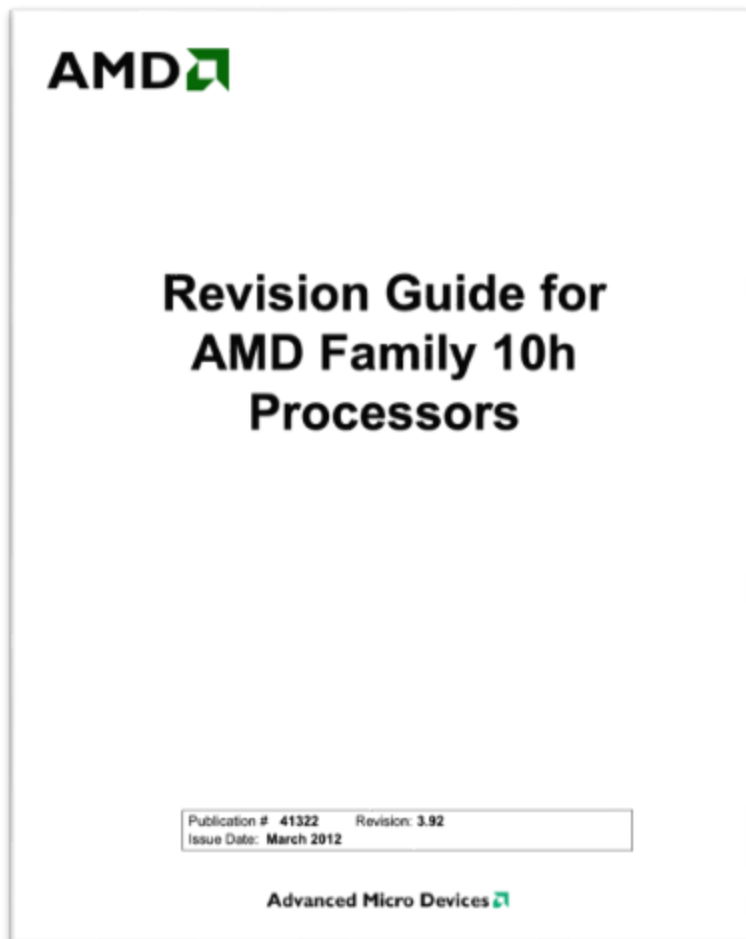 AMD
Revision Guide for
AMD Family 10h
Processors
Publication # 41322 Revision: 3.92
Issue Date: March 2012
Advanced Micro Devices